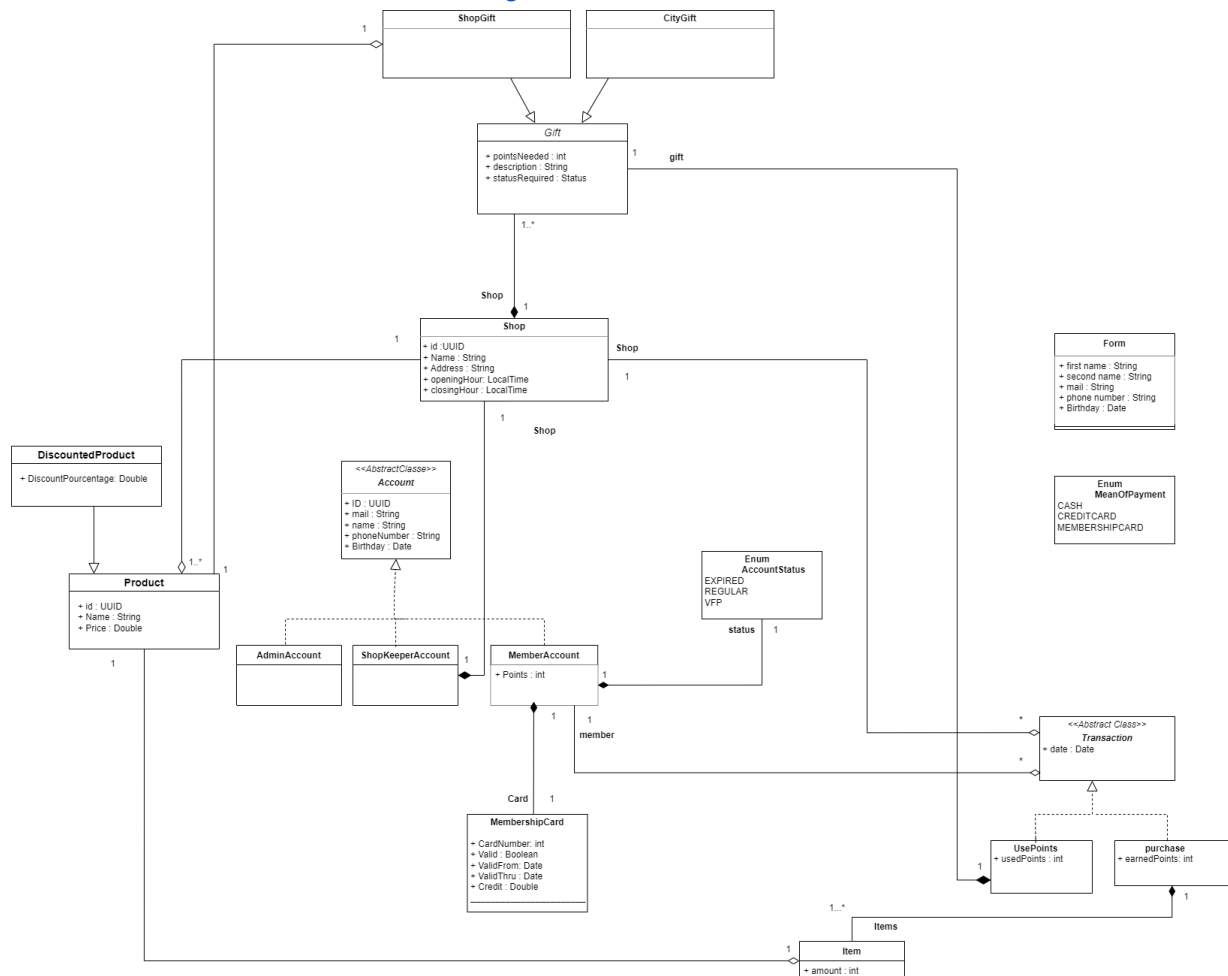 ShopGift
CityGift
1
Gift
+ pointsNeeded : int
+ description : String
+ statusRequired : Status
1
gift
1..*
Shop
1
Shop
+ id :UUID
+ Name : String
+ Address : String
+ openingHour: LocalTime
+ closingHour : LocalTime
1
Shop
1
1
Shop
Form
+ first name : String
+ second name : String
+ mail : String
+ phone number : String
+ Birthday : Date
DiscountedProduct
+ DiscountPourcentage: Double
<<AbstractClasse>>
Account
+ ID : UUID
+ mail : String
+ name : String
+ phoneNumber : String
+ Birthday : Date
Enum
MeanOfPayment
CASH
CREDITCARD
MEMBERSHIPCARD
1..*
1
Product
+ id : UUID
+ Name : String
+ Price : Double
1
Enum
AccountStatus
EXPIRED
REGULAR
VFP
status
1
AdminAccount
ShopKeeperAccount
1
MemberAccount
+ Points : int
1
1
1
member
*
*
<<Abstract Class>>
Transaction
+ date : Date
Card
1
MembershipCard
+ CardNumber: int
+ Valid : Boolean
+ ValidFrom: Date
+ ValidThru : Date
+ Credit : Double
UsePoints
+ usedPoints : int
1
purchase
+ earnedPoints: int
1
1...*
Items
1
Item
+ amount : int